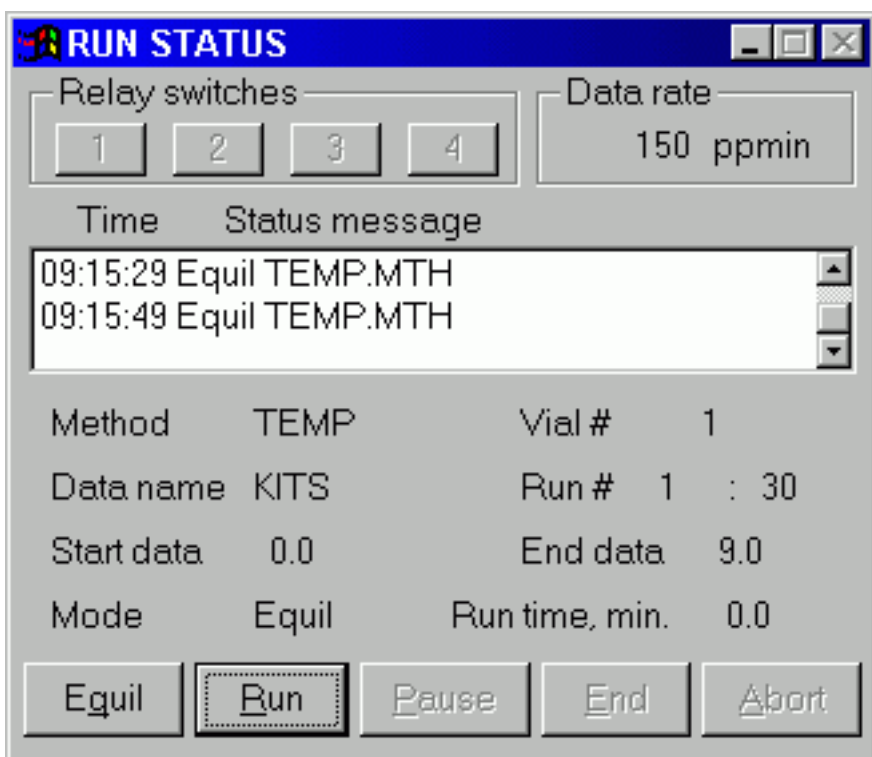 RUN STATUS
Relay switches Data rate
1 2 3 4 150 ppmin
Time Status message
09:15:29 Equil TEMP.MTH
09:15:49 Equil TEMP.MTH
Method TEMP Vial # 1
Data name KITS Run # 1 : 30
Start data 0.0 End data 9.0
Mode Equil Run time, min. 0.0
Equil Run Pause End Abort